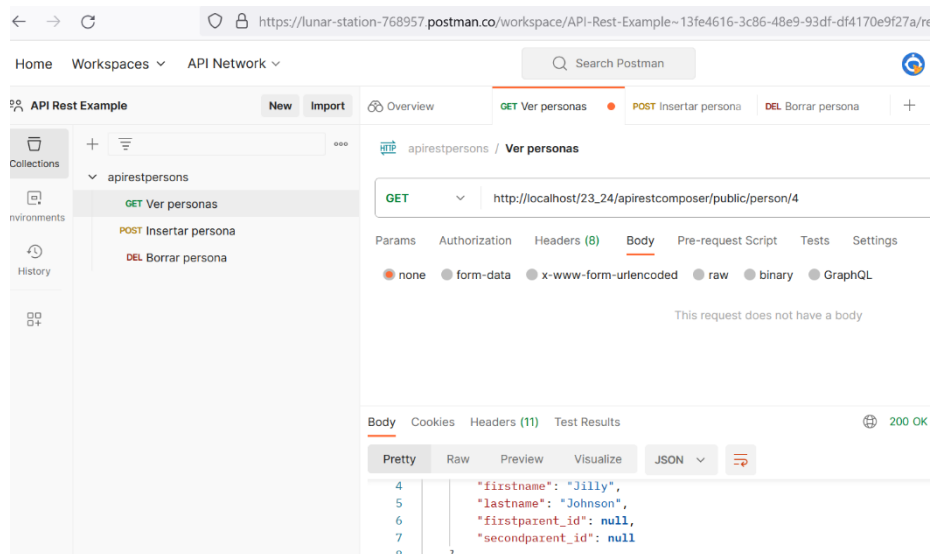 https://lunar-station-768957.postman.co/workspace/API-Rest-Example~13fe4616-3c86-48e9-93df-df4170e9f27a/re
Home Workspaces API Network Search Postman
API Rest Example New Import
Overview GET Ver personas POST Insertar persona DEL Borrar persona
Collections
nvironments
History
apirestpersons
GET Ver personas
POST Insertar persona
DEL Borrar persona
HTTP apirestpersons / Ver personas
GET http://localhost/23_24/apirestcomposer/public/person/4
Params Authorization Headers (8) Body Pre-request Script Tests Settings
none form-data x-www-form-urlencoded raw binary GraphQL
This request does not have a body
Body Cookies Headers (11) Test Results 200 OK
Pretty Raw Preview Visualize JSON
4 "firstname": "Jilly",
5 "lastname": "Johnson",
6 "firstparent_id": null,
7 "secondparent_id": null